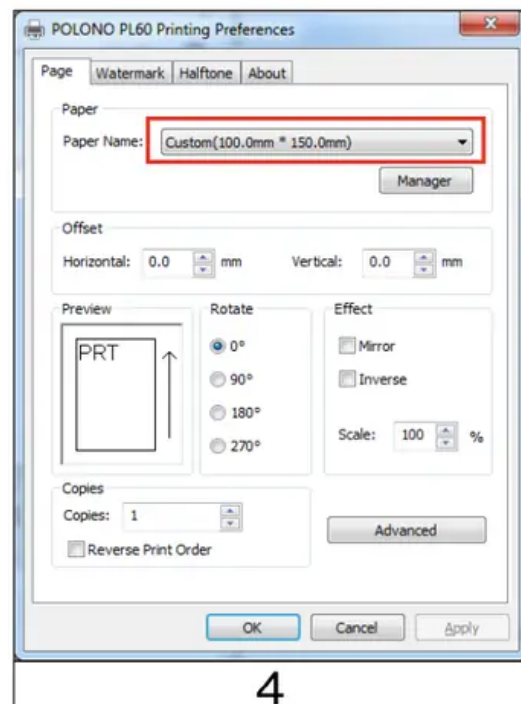 POLONO PL60 Printing Preferences
Page Watermark Halftone About
Paper
Paper Name: Custom(100.0mm * 150.0mm)
Manager
Offset
Horizontal: 0.0 mm Vertical: 0.0 mm
Preview Rotate Effect
PRT
0° Mirror
90° Inverse
180°
Scale: 100 %
270°
Copies
Copies: 1
Advanced
Reverse Print Order
OK Cancel Apply
4